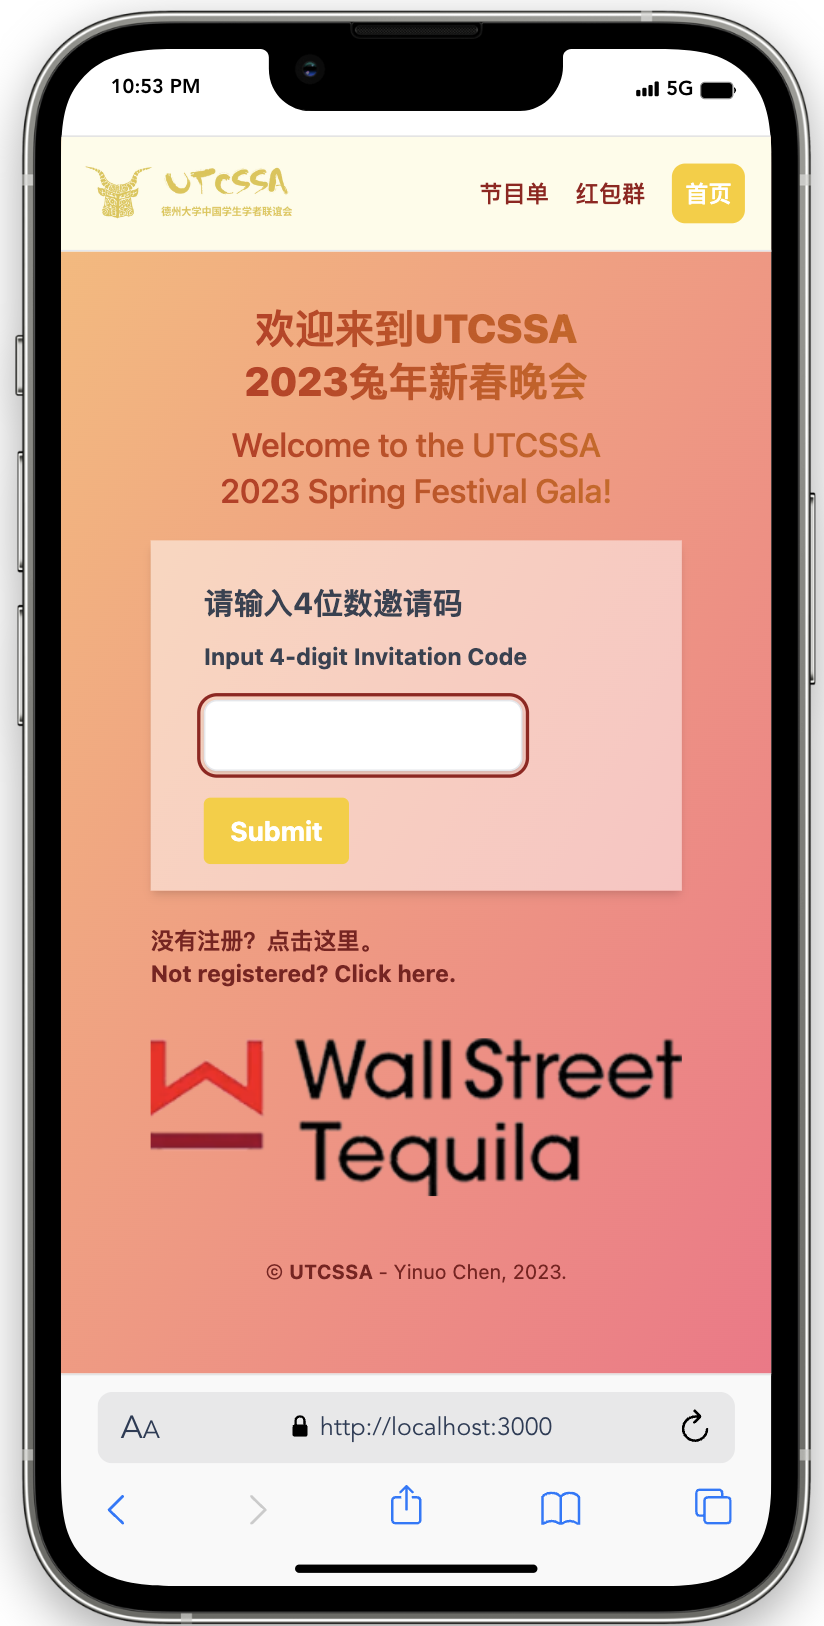 10:53 PM
5G
UTCSSA
德州大学中国学生学者联谊会
节目单
红包群
首页
欢迎来到UTCSSA
2023兔年新春晚会
Welcome to the UTCSSA
2023 Spring Festival Gala!
请输入4位数邀请码
Input 4-digit Invitation Code
Submit
没有注册？点击这里。
Not registered? Click here.
WallStreet
Tequila
© UTCSSA - Yinuo Chen, 2023.
AA
http://localhost:3000